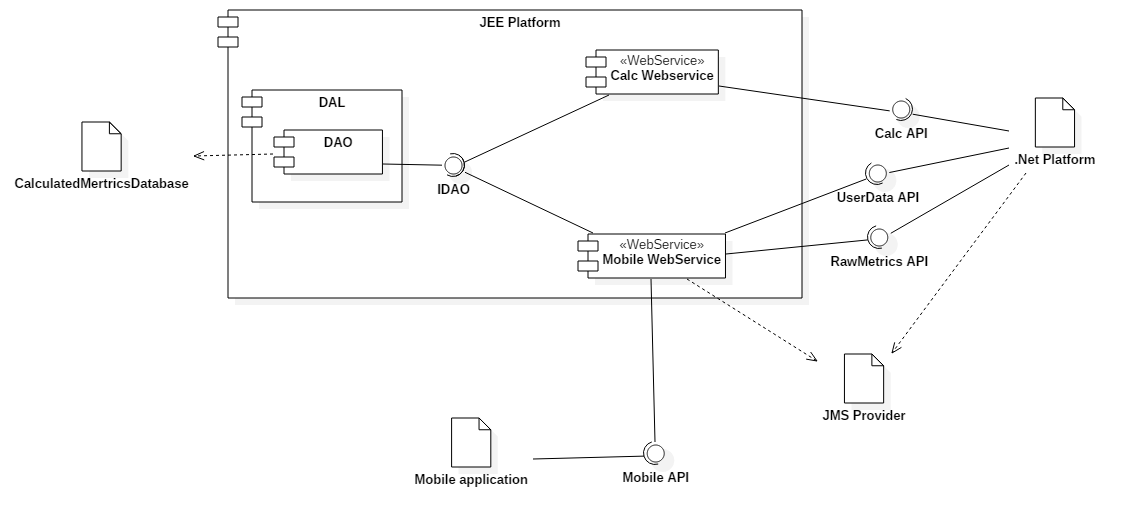 JEE Platform
«WebService»
Calc Webservice
DAL
DAO
Calc API
.Net Platform
CalculatedMertricsDatabase
IDAO
UserData API
«WebService»
Mobile WebService
RawMetrics API
JMS Provider
Mobile application
Mobile API